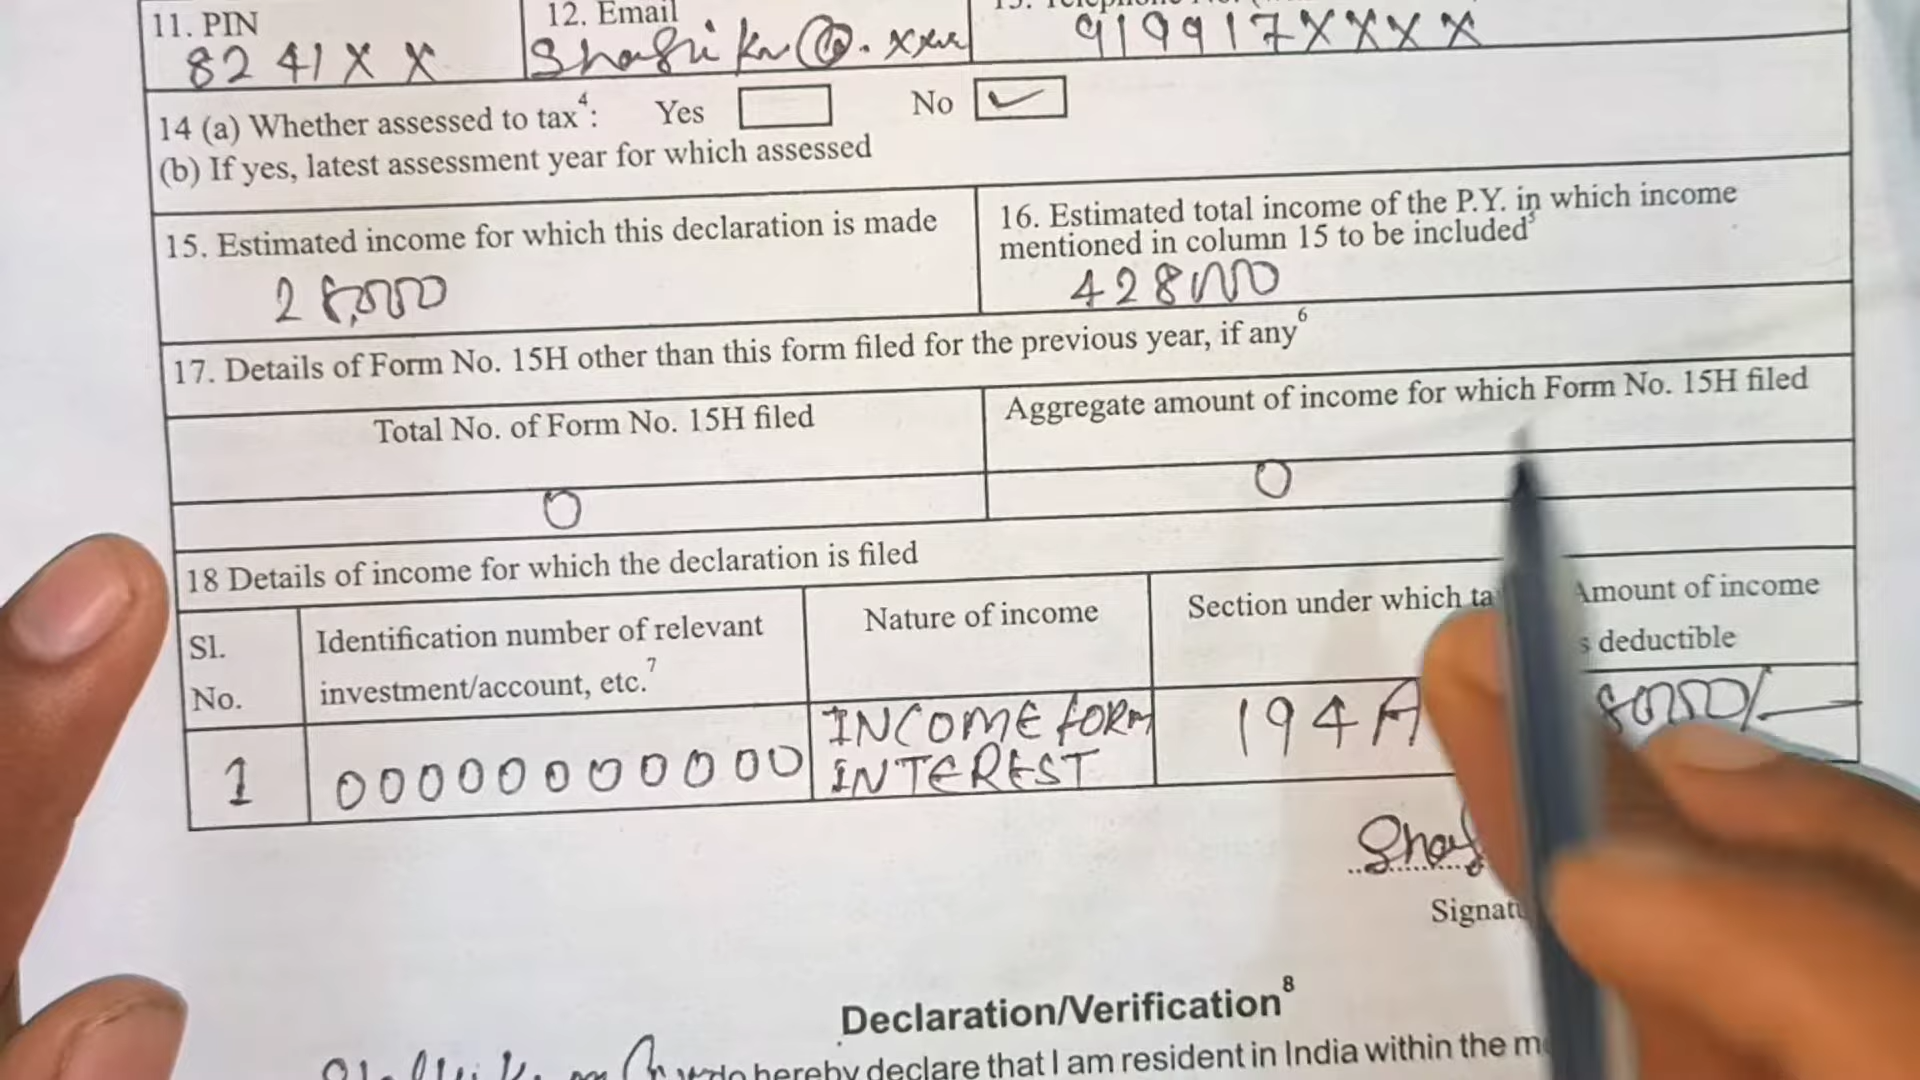 11. PIN
12. Email
8241XX
919917XXXX
14 (a) Whether assessed to tax4: Yes No ✓
(b) If yes, latest assessment year for which assessed
15. Estimated income for which this declaration is made
28,000
16. Estimated total income of the P.Y. in which income
mentioned in column 15 to be included5
428000
17. Details of Form No. 15H other than this form filed for the previous year, if any6
Total No. of Form No. 15H filed
Aggregate amount of income for which Form No. 15H filed
0
0
18 Details of income for which the declaration is filed
Sl.
No.
Identification number of relevant
investment/account, etc.7
Nature of income
Section under which
Amount of income
deductible
1
00000000000
INCOME FORM
INTEREST
194A
8000/-
Declaration/Verification8
hereby declare that I am resident in India within the